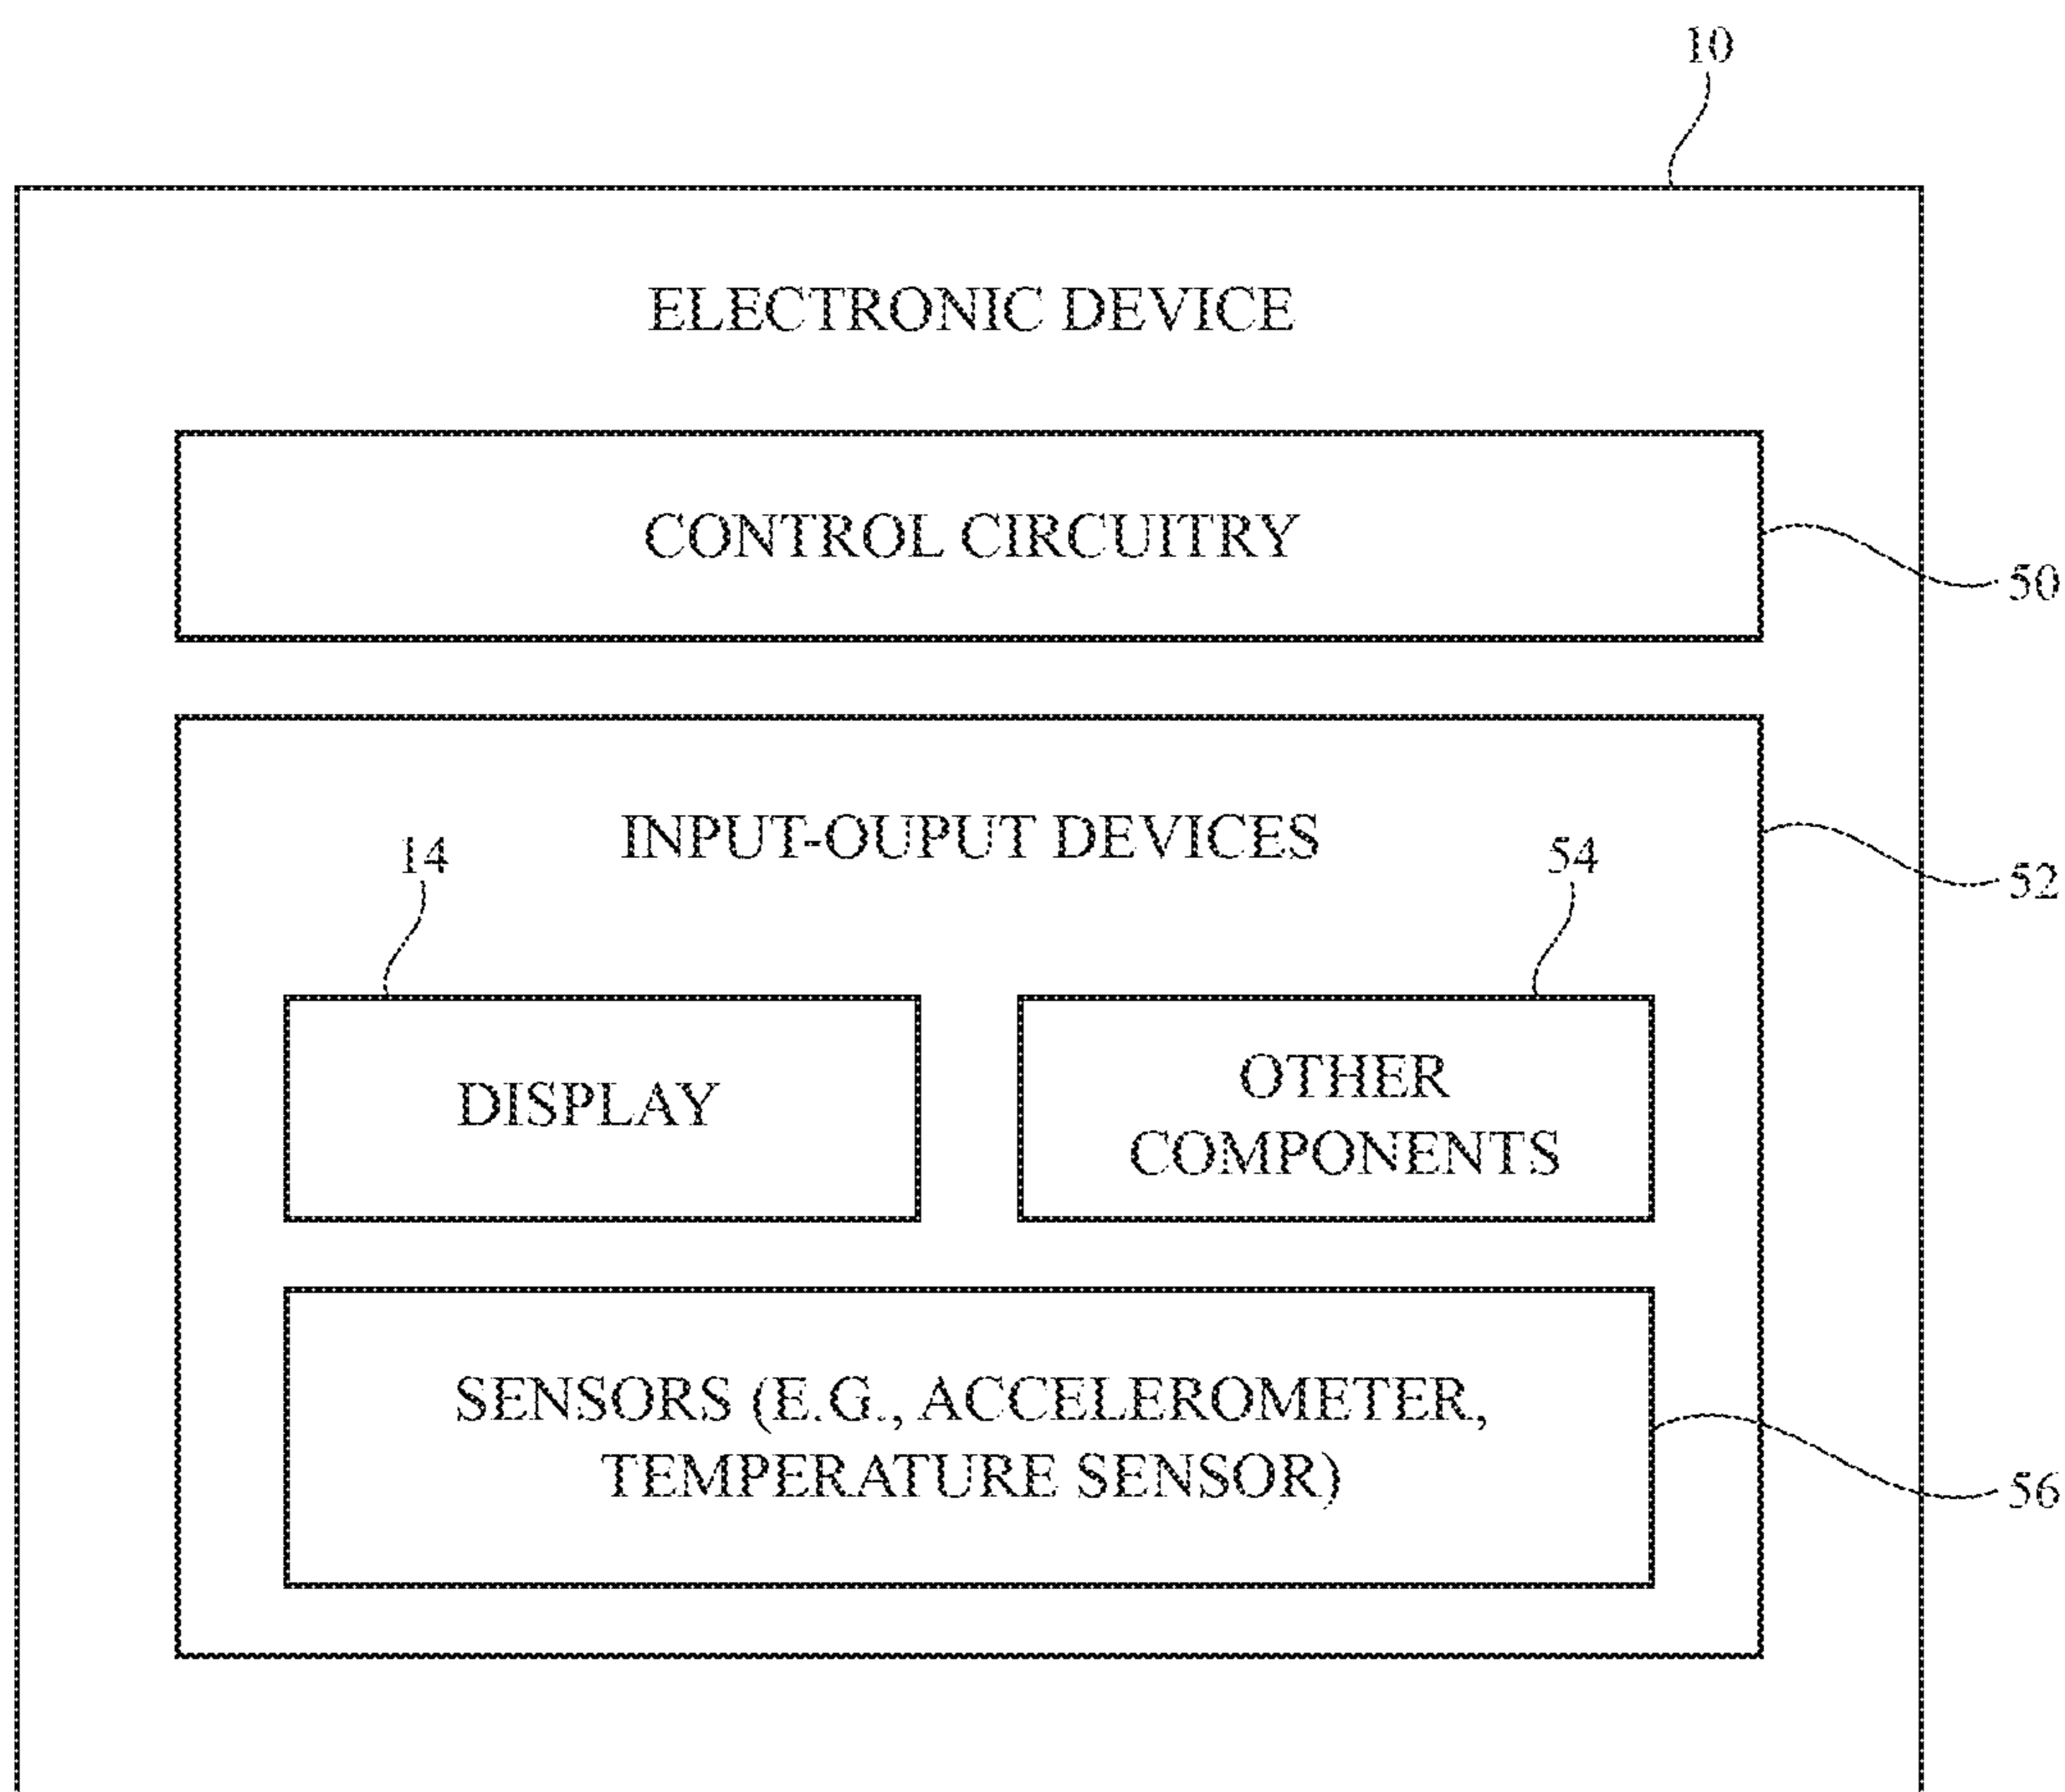 10
ELECTRONIC DEVICE
CONTROL CIRCUITRY
50
INPUT-OUPUT DEVICES
52
14
54
DISPLAY
OTHER
COMPONENTS
SENSORS (E.G., ACCELEROMETER,
TEMPERATURE SENSOR)
56